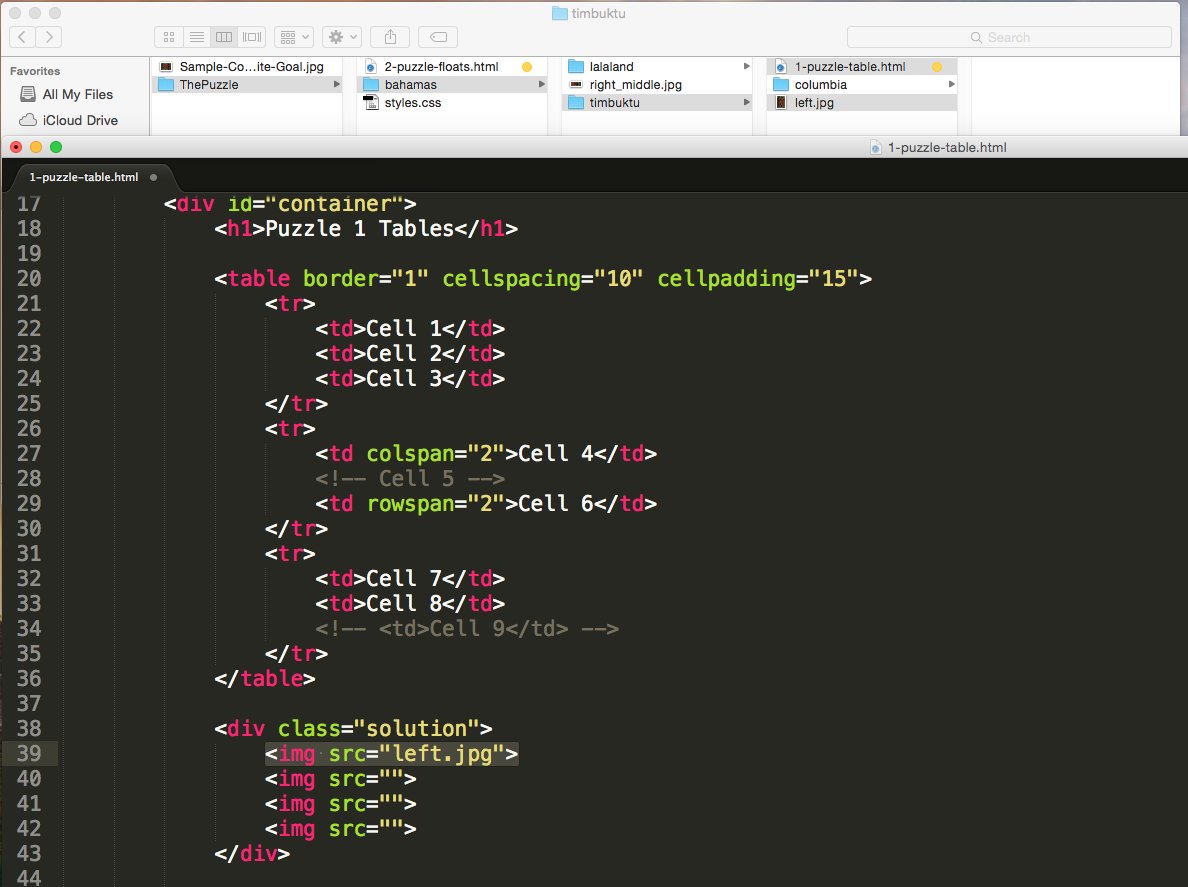 timbuktu
Search
Favorites
All My Files
iCloud Drive
Sample-Co...ite-Goal.jpg
ThePuzzle
2-puzzle-floats.html
bahamas
styles.css
lalaland
right_middle.jpg
timbuktu
1-puzzle-table.html
columbia
left.jpg
1-puzzle-table.html
1-puzzle-table.html
17 <div id="container">
18 <h1>Puzzle 1 Tables</h1>
19
20 <table border="1" cellspacing="10" cellpadding="15">
21 <tr>
22 <td>Cell 1</td>
23 <td>Cell 2</td>
24 <td>Cell 3</td>
25 </tr>
26 <tr>
27 <td colspan="2">Cell 4</td>
28 <!-- Cell 5 -->
29 <td rowspan="2">Cell 6</td>
30 </tr>
31 <tr>
32 <td>Cell 7</td>
33 <td>Cell 8</td>
34 <!-- <td>Cell 9</td> -->
35 </tr>
36 </table>
37
38 <div class="solution">
39 <img src="left.jpg">
40 <img src="">
41 <img src="">
42 <img src="">
43 </div>
44